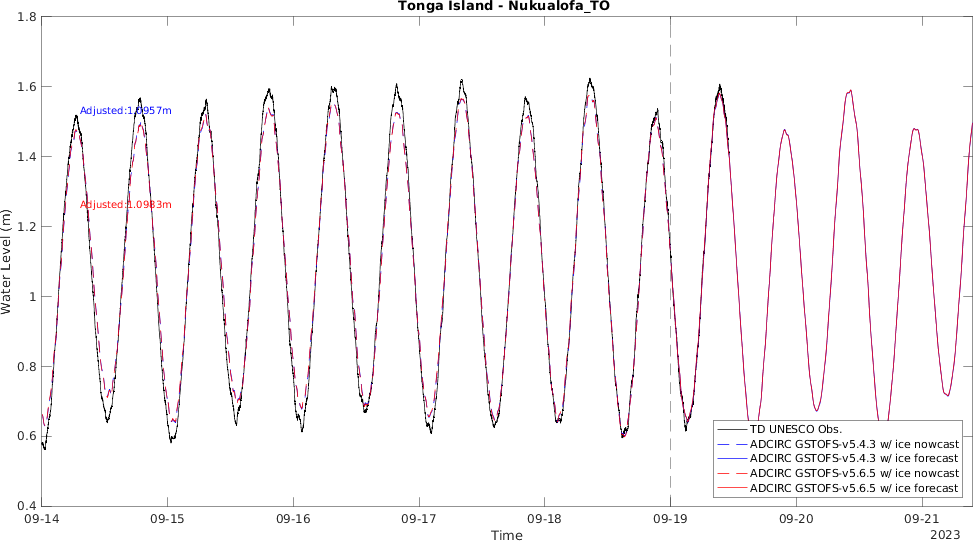 Tonga Island - Nukualofa_TO
1.8
1.6
1.4
1.2
1
0.8
0.6
0.4
Water Level (m)
Adjusted:1.0957m
Adjusted:1.0983m
TD UNESCO Obs.
ADCIRC GSTOFS-v5.4.3 w/ ice nowcast
ADCIRC GSTOFS-v5.4.3 w/ ice forecast
ADCIRC GSTOFS-v5.6.5 w/ ice nowcast
ADCIRC GSTOFS-v5.6.5 w/ ice forecast
09-14 09-15 09-16 09-17 09-18 09-19 09-20 09-21
Time
2023